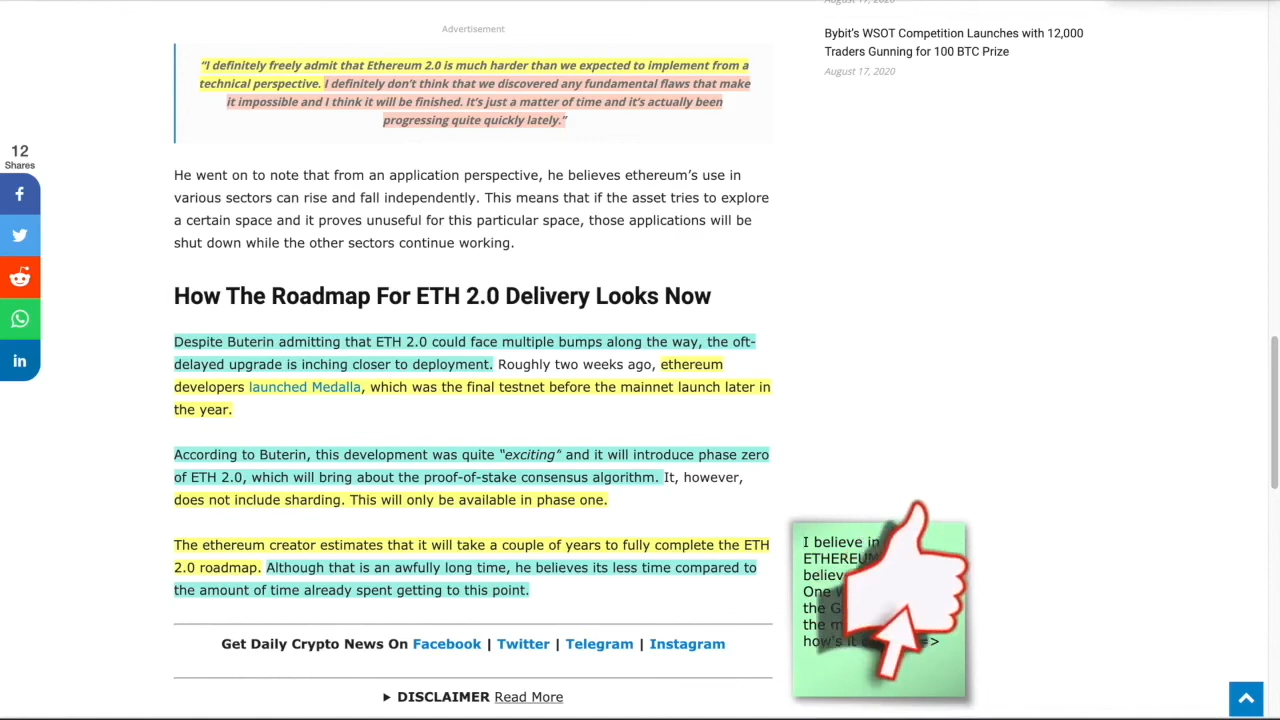 August 17, 2020
Bybit's WSOT Competition Launches with 12,000
Traders Gunning for 100 BTC Prize
August 17, 2020
Advertisement
"I definitely freely admit that Ethereum 2.0 is much harder than we expected to implement from a
technical perspective. I definitely don't think that we discovered any fundamental flaws that make
it impossible and I think it will be finished. It's just a matter of time and it's actually been
progressing quite quickly lately."
12
Shares
He went on to note that from an application perspective, he believes ethereum's use in
various sectors can rise and fall independently. This means that if the asset tries to explore
a certain space and it proves unuseful for this particular space, those applications will be
shut down while the other sectors continue working.
How The Roadmap For ETH 2.0 Delivery Looks Now
Despite Buterin admitting that ETH 2.0 could face multiple bumps along the way, the oft-
delayed upgrade is inching closer to deployment. Roughly two weeks ago, ethereum
developers launched Medalla, which was the final testnet before the mainnet launch later in
the year.
According to Buterin, this development was quite "exciting" and it will introduce phase zero
of ETH 2.0, which will bring about the proof-of-stake consensus algorithm. It, however,
does not include sharding. This will only be available in phase one.
The ethereum creator estimates that it will take a couple of years to fully complete the ETH
2.0 roadmap. Although that is an awfully long time, he believes its less time compared to
the amount of time already spent getting to this point.
I believe in
ETHEREUM
believ
One
the
the
how's it =>
Get Daily Crypto News On Facebook | Twitter | Telegram | Instagram
► DISCLAIMER Read More